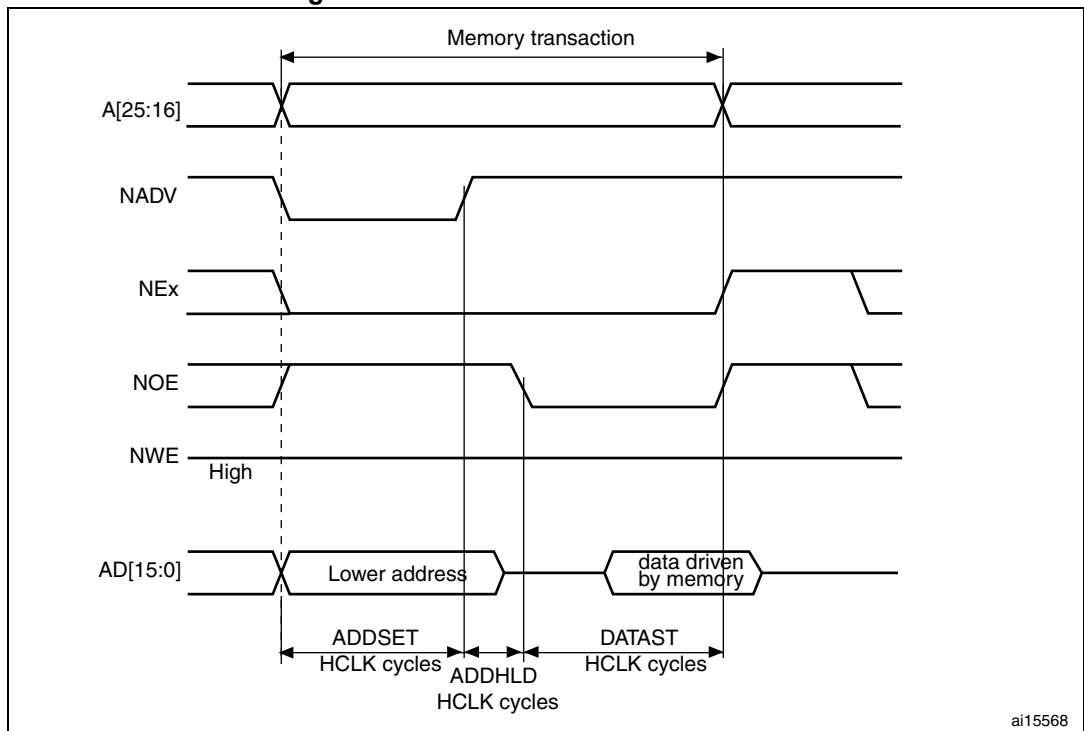 Memory transaction
A[25:16]
NADV
NEx
NOE
NWE
High
AD[15:0]
Lower address
data driven
by memory
ADDSET
HCLK cycles
ADDHLD
HCLK cycles
DATAST
HCLK cycles
ai15568